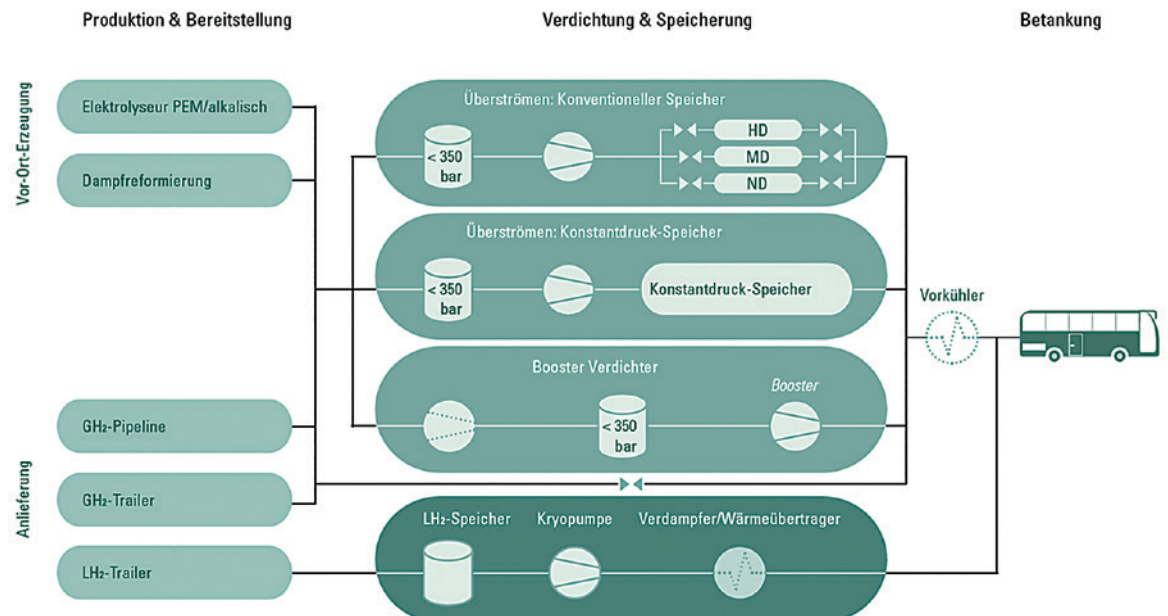 Produktion & Bereitstellung
Verdichtung & Speicherung
Betankung
Vor-Ort-Erzeugung
Elektrolyseur PEM/alkalisch
Dampfreformierung
Überströmen: Konventioneller Speicher
< 350
bar
HD
MD
ND
Überströmen: Konstantdruck-Speicher
< 350
bar
Konstantdruck-Speicher
Vorkühler
Booster Verdichter
Booster
< 350
bar
Anlieferung
GH₂-Pipeline
GH₂-Trailer
LH₂-Trailer
LH₂-Speicher
Kryopumpe
Verdampfer/Wärmeübertrager